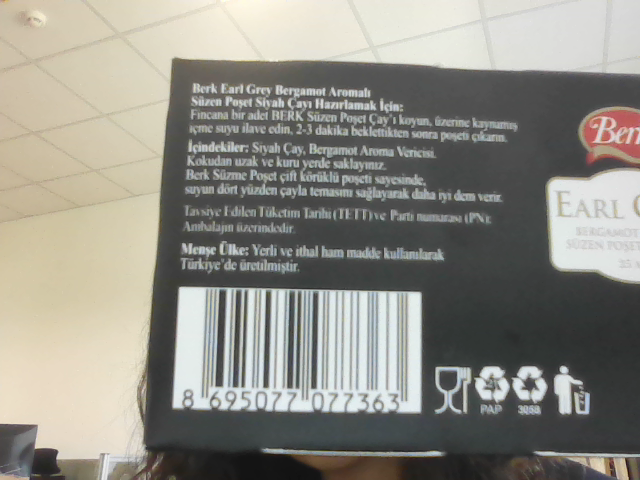 Berk Earl Grey Bergamot Aromalı
Süzen Poşet Siyah Çayı Hazırlamak İçin:
Fincana bir adet BERK Süzen Poşet Çay'ı koyun, üzerine kaynamış
içme suyu ilave edin, 2-3 dakika beklettikten sonra poşeti çıkarın.
İçindekiler: Siyah Çay, Bergamot Aroma Vericisi.
Kokudan uzak ve kuru yerde saklayınız.
Berk Süzme Poşet çift körüklü poşeti sayesinde,
suyun dört yüzden çayla temasını sağlayarak daha iyi dem verir.
Tavsiye Edilen Tüketim Tarihi (TETT) ve Parti numarası (PN):
Ambalajın üzerindedir.
Menşe Ülke: Yerli ve ithal ham madde kullanılarak
Türkiye'de üretilmiştir.
8 695077 077363
PAP
Ber
EARL
BERGAMOT
SÜZEN POŞET